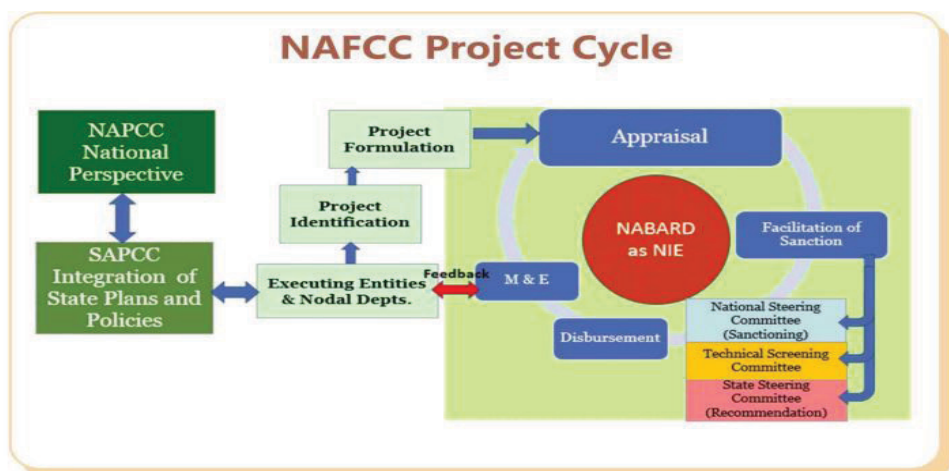 NAFCC Project Cycle
NAPCC
National
Perspective
SAPCC
Integration of
State Plans and
Policies
Project
Formulation
Project
Identification
Executing Entities
& Nodal Depts.
Feedback
Appraisal
NABARD
as NIE
Facilitation of
Sanction
M & E
Disbursement
National Steering
Committee
(Sanctioning)
Technical Screening
Committee
State Steering
Committee
(Recommendation)